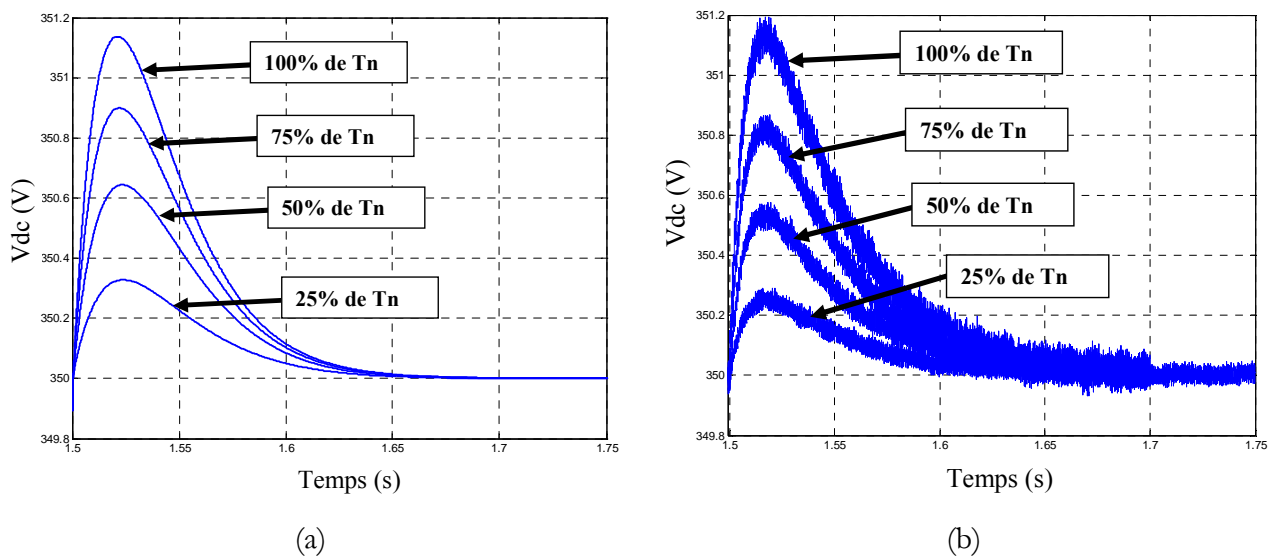 351.2
351
350.8
350.6
350.4
350.2
350
349.8
Vdc (V)
100% de Tn
75% de Tn
50% de Tn
25% de Tn
1.5 1.55 1.6 1.65 1.7 1.75
Temps (s)
(a)
351.2
351
350.8
350.6
350.4
350.2
350
349.8
Vdc (V)
100% de Tn
75% de Tn
50% de Tn
25% de Tn
1.5 1.55 1.6 1.65 1.7 1.75
Temps (s)
(b)